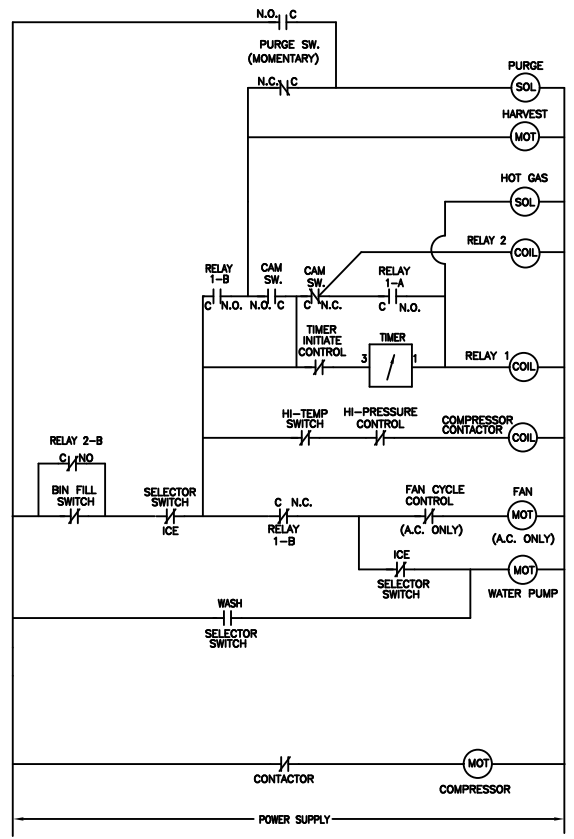 N.O. C
PURGE SW.
(MOMENTARY)
N.C. C
PURGE
SOL
HARVEST
MOT
HOT GAS
SOL
RELAY 2
COIL
RELAY
1-B
C N.O.
CAM
SW.
N.O. C
CAM
SW.
C N.C.
RELAY
1-A
C N.O.
TIMER
INITIATE
CONTROL
TIMER
3 1
RELAY 1
COIL
HI-TEMP
SWITCH
HI-PRESSURE
CONTROL
COMPRESSOR
CONTACTOR
COIL
RELAY 2-B
C NO
BIN FILL
SWITCH
SELECTOR
SWITCH
ICE
C N.C.
RELAY
1-B
FAN CYCLE
CONTROL
(A.C. ONLY)
FAN
MOT
(A.C. ONLY)
ICE
SELECTOR
SWITCH
MOT
WATER PUMP
WASH
SELECTOR
SWITCH
CONTACTOR
MOT
COMPRESSOR
POWER SUPPLY